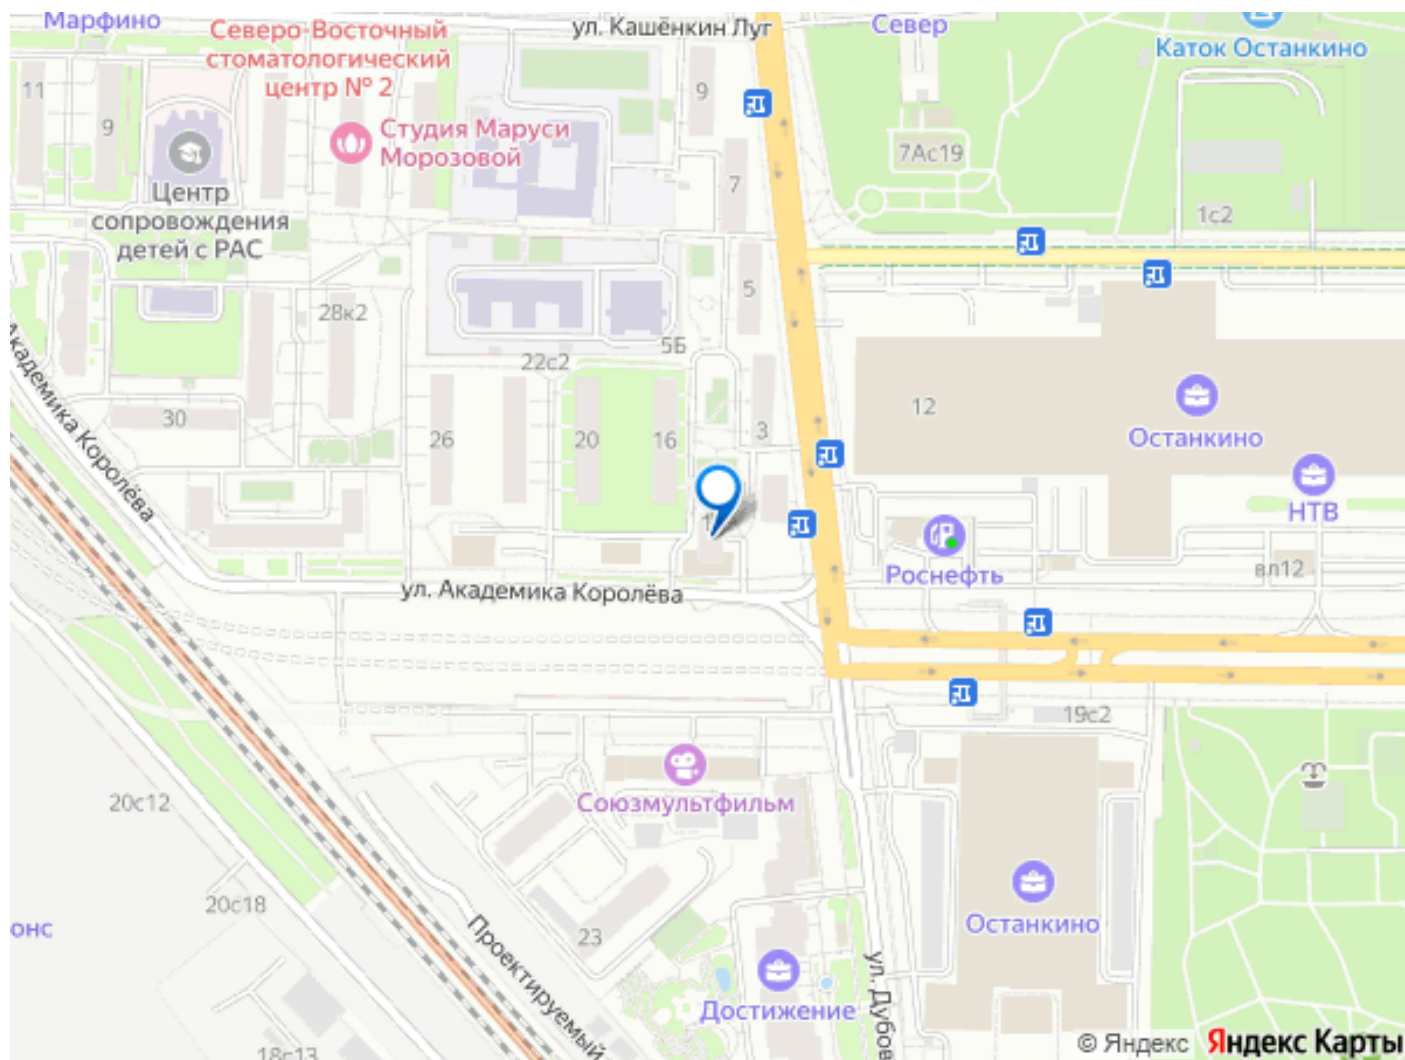 Марфино
Северо-Восточный
стоматологический
центр № 2
ул. Кашёнкин Луг
Север
Каток Останкино
11
9
9
Студия Маруси
Морозовой
7Ас19
7
Центр
сопровождения
детей с РАС
1с2
5
28к2
5Б
22с2
Академика Королёва
30
26
20
16
3
12
Останкино
НТВ
Роснефть
вл12
ул. Академика Королёва
19с2
Союзмультфильм
20с12
20с18
онс
23
Проектируемый
Останкино
Достижение
ул. Дубов
18с13
© Яндекс Яндекс Карты